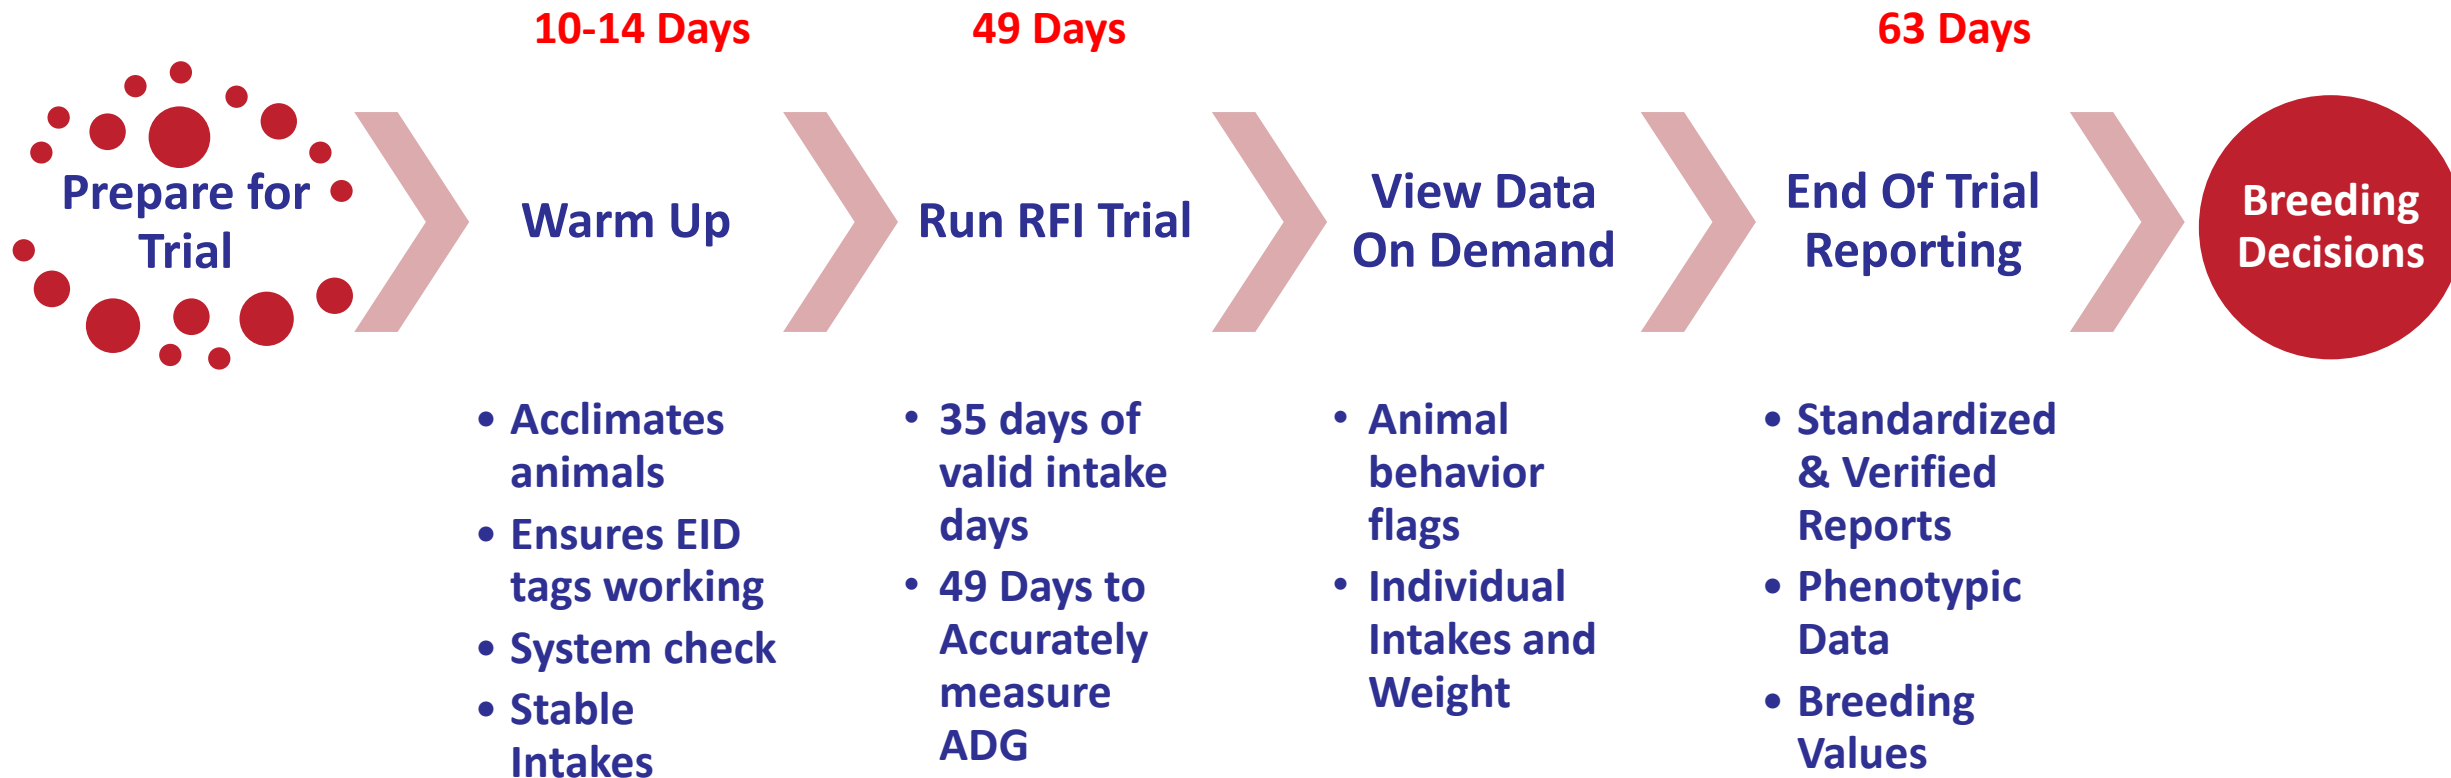 10-14 Days
49 Days
63 Days
Prepare for
Trial
Warm Up
Run RFI Trial
View Data
On Demand
End Of Trial
Reporting
Breeding
Decisions
• Acclimates
animals
• Ensures EID
tags working
• System check
• Stable
Intakes
• 35 days of
valid intake
days
• 49 Days to
Accurately
measure
ADG
• Animal
behavior
flags
• Individual
Intakes and
Weight
• Standardized
& Verified
Reports
• Phenotypic
Data
• Breeding
Values